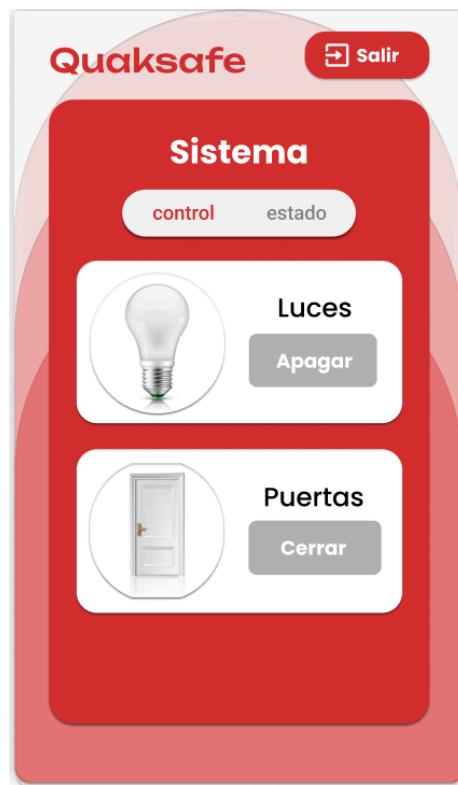 Quaksafe
Salir
Sistema
control estado
Luces
Apagar
Puertas
Cerrar